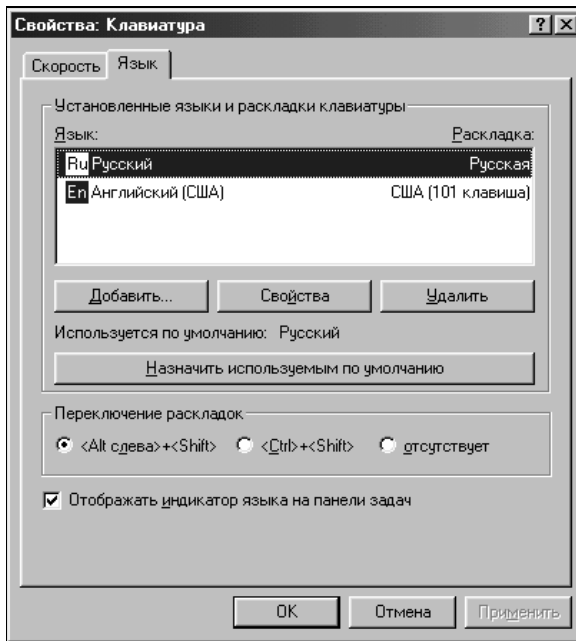 Свойства: Клавиатура ? ×
Скорость Язык
Установленные языки и раскладки клавиатуры
Язык: Раскладка:
Ru Русский Русская
En Английский (США) США (101 клавиша)
Добавить... Свойства Удалить
Используется по умолчанию: Русский
Назначить используемым по умолчанию
Переключение раскладок
<Alt слева>+<Shift> <Ctrl>+<Shift> отсутствует
Отображать индикатор языка на панели задач
OK Отмена Применить